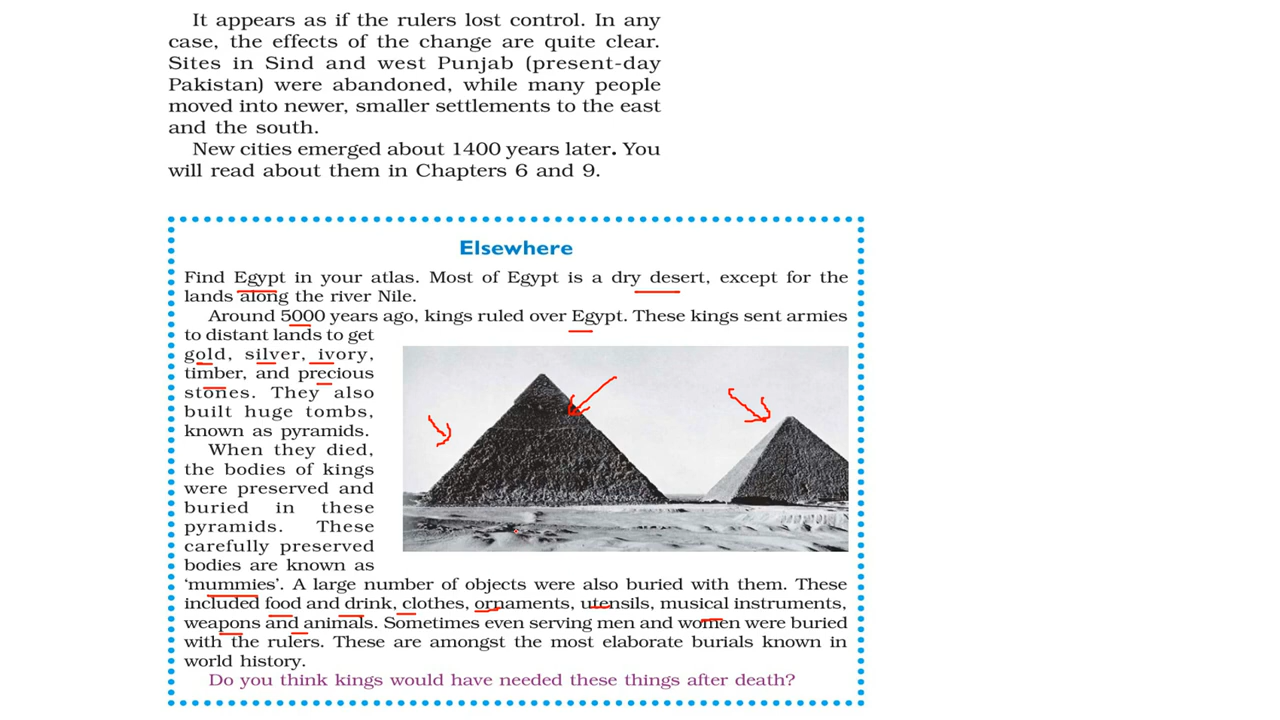 It appears as if the rulers lost control. In any
case, the effects of the change are quite clear.
Sites in Sind and west Punjab (present-day
Pakistan) were abandoned, while many people
moved into newer, smaller settlements to the east
and the south.
New cities emerged about 1400 years later. You
will read about them in Chapters 6 and 9.
Elsewhere
Find Egypt in your atlas. Most of Egypt is a dry desert, except for the
lands along the river Nile.
Around 5000 years ago, kings ruled over Egypt. These kings sent armies
to distant lands to get
gold, silver, ivory,
timber, and precious
stones. They also
built huge tombs,
known as pyramids.
When they died,
the bodies of kings
were preserved and
buried in these
pyramids. These
carefully preserved
bodies are known as
‘mummies’. A large number of objects were also buried with them. These
included food and drink, clothes, ornaments, utensils, musical instruments,
weapons and animals. Sometimes even serving men and women were buried
with the rulers. These are amongst the most elaborate burials known in
world history.
Do you think kings would have needed these things after death?